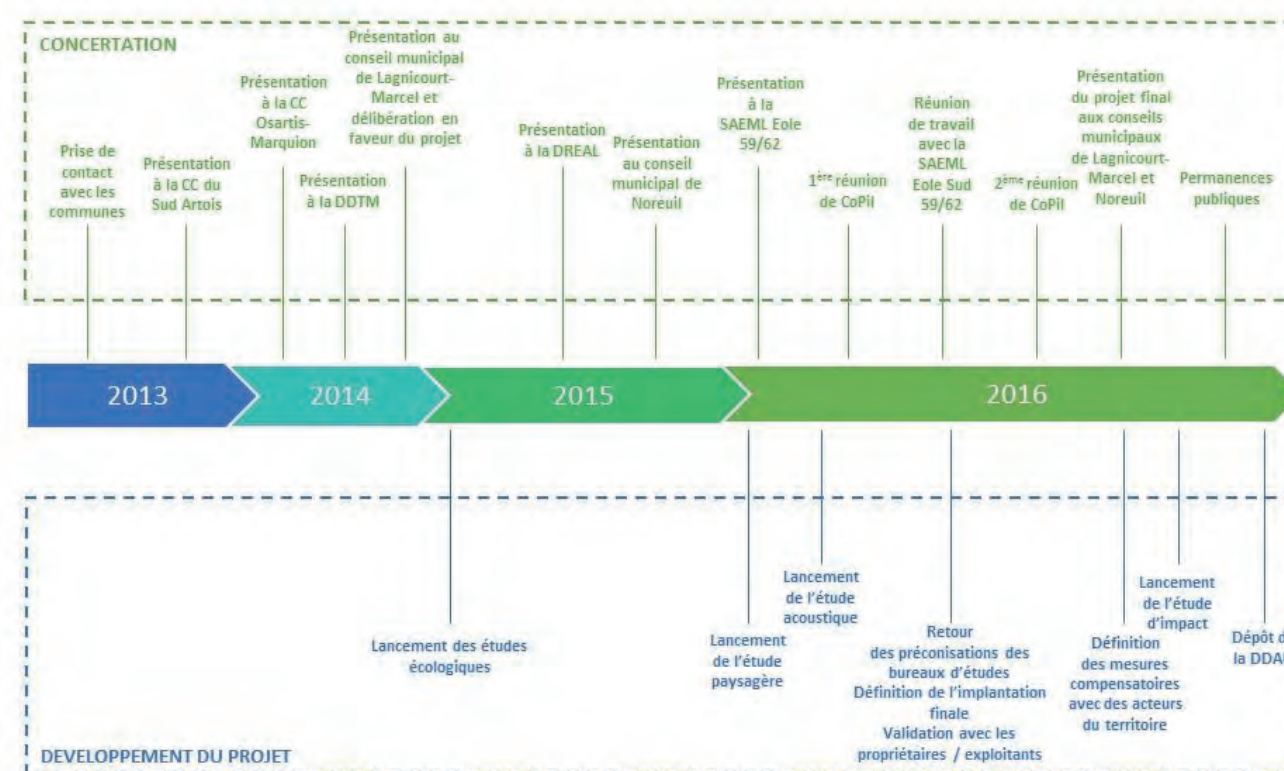 CONCERTATION
Prise de
contact
avec les
communes
Présentation
à la CC du
Sud Artois
Présentation
à la CC
Osartis-
Marquion
Présentation
à la DDTM
Présentation au
conseil municipal
de Lagnicourt-
Marcel et
délibération en
faveur du projet
Présentation
à la DREAL
Présentation
au conseil
municipal de
Noreuil
Présentation
à la
SAEML Eole
59/62
1ère réunion
de CoPil
Réunion
de travail
avec la
SAEML
Eole Sud
59/62
2ème réunion
de CoPil
Présentation
du projet final
aux conseils
municipaux
de Lagnicourt-
Marcel et
Noreuil
Permanences
publiques
2013
2014
2015
2016
Lancement des études
écologiques
Lancement
de l'étude
paysagère
Lancement
de l'étude
acoustique
Retour
des préconisations des
bureaux d'études
Définition de l'implantation
finale
Validation avec les
propriétaires / exploitants
Définition
des mesures
compensatoires
avec des acteurs
du territoire
Lancement
de l'étude
d'impact
Dépôt
la
DEVELOPPEMENT DU PROJET